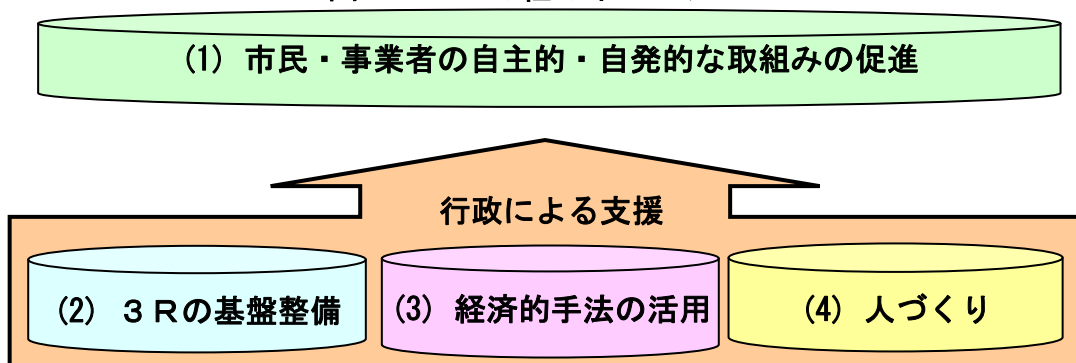 (1) 市民・事業者の自主的・自発的な取組みの促進
行政による支援
(2) ３Ｒの基盤整備
(3) 経済的手法の活用
(4) 人づくり